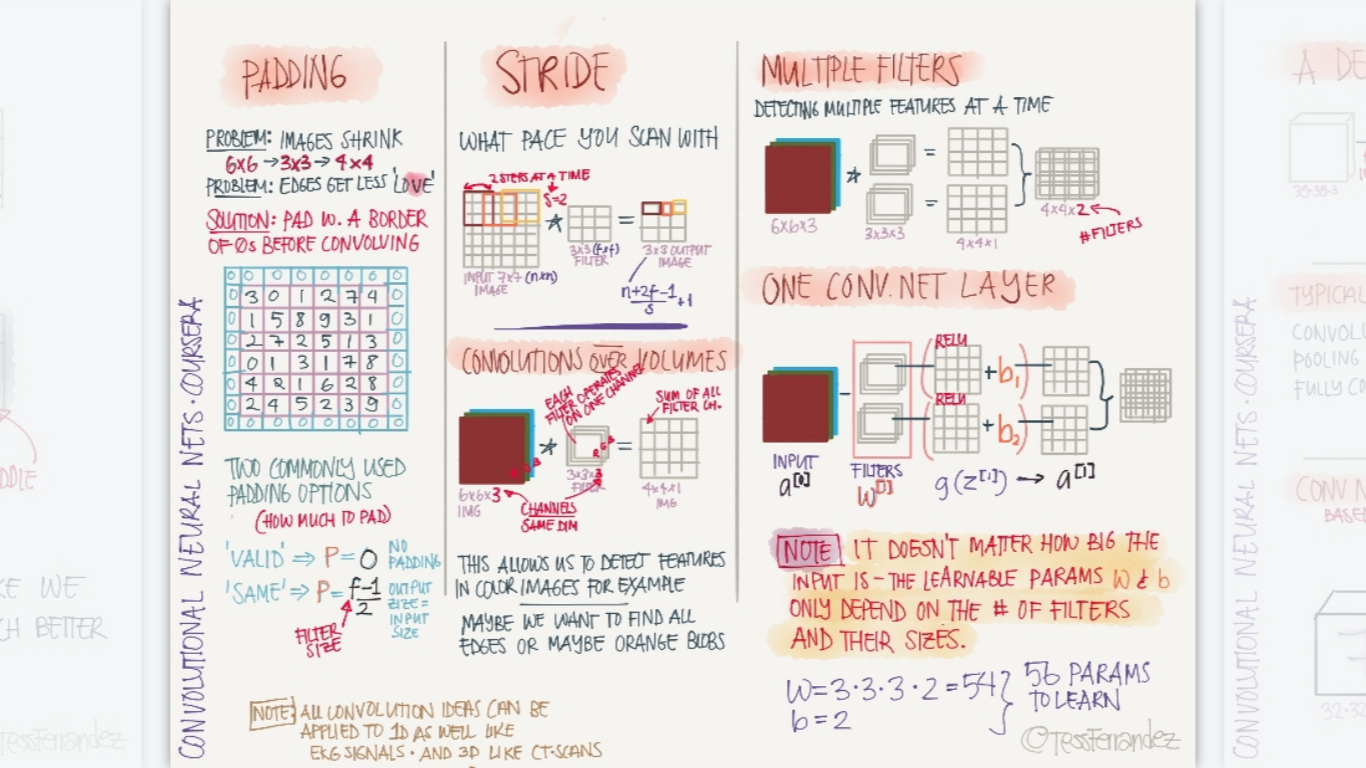 PADDING
PROBLEM: IMAGES SHRINK
6x6 → 3x3 → 4x4
PROBLEM: EDGES GET LESS 'LOVE'
SOLUTION: PAD W. A BORDER
OF 0s BEFORE CONVOLVING
0 0 0 0 0 0 0 0
0 3 0 1 2 7 4 0
0 1 5 8 9 3 1 0
0 2 7 2 5 1 3 0
0 0 1 3 1 7 8 0
0 4 2 1 6 2 8 0
0 2 4 5 2 3 9 0
0 0 0 0 0 0 0 0
TWO COMMONLY USED
PADDING OPTIONS
(HOW MUCH TO PAD)
'VALID' ⇒ P = 0
NO
PADDING
'SAME' ⇒ P = f-1
2
OUTPUT
SIZE =
INPUT
SIZE
FILTER
SIZE
NOTE: ALL CONVOLUTION IDEAS CAN BE
APPLIED TO 1D AS WELL LIKE
EKG SIGNALS · AND 3D LIKE CT-SCANS
CONVOLUTIONAL NEURAL NETS · COURSERA
STRIDE
WHAT PACE YOU SCAN WITH
2 STEPS AT A TIME
S=2
* =
INPUT 7x7 (nxn)
IMAGE
3x3 (fxf)
FILTER
3x3 OUTPUT
IMAGE
n+2f-1 +1
s
CONVOLUTIONS OVER VOLUMES
EACH
FILTER OPERATES
ON ONE CHANNEL
SUM OF ALL
FILTER CH.
R G B
* =
R G B
6x6x3
IMG
3x3x3
FILTER
4x4x1
IMG
CHANNELS
SAME DIM
THIS ALLOWS US TO DETECT FEATURES
IN COLOR IMAGES FOR EXAMPLE
MAYBE WE WANT TO FIND ALL
EDGES OR MAYBE ORANGE BLOBS
MULTIPLE FILTERS
DETECTING MULTIPLE FEATURES AT A TIME
* = =
6x6x3
3x3x3
4x4x1
4x4x2
#FILTERS
ONE CONV. NET LAYER
RELU
+ b1
RELU
+ b2
INPUT
a[0]
FILTERS
W[1]
g(z[1]) → a[1]
NOTE IT DOESN'T MATTER HOW BIG THE
INPUT IS - THE LEARNABLE PARAMS W & b
ONLY DEPEND ON THE # OF FILTERS
AND THEIR SIZES.
W=3·3·3·2=54
b=2
56 PARAMS
TO LEARN
©TessFerrandez
KE WE
CH BETTER
TessFerrandez
DDLE
A DE
TYPICAL
CONVOL
POOLING
FULLY CO
CONV N
BASE
32·32
CONVOLUTIONAL NEURAL NETS · COURSERA